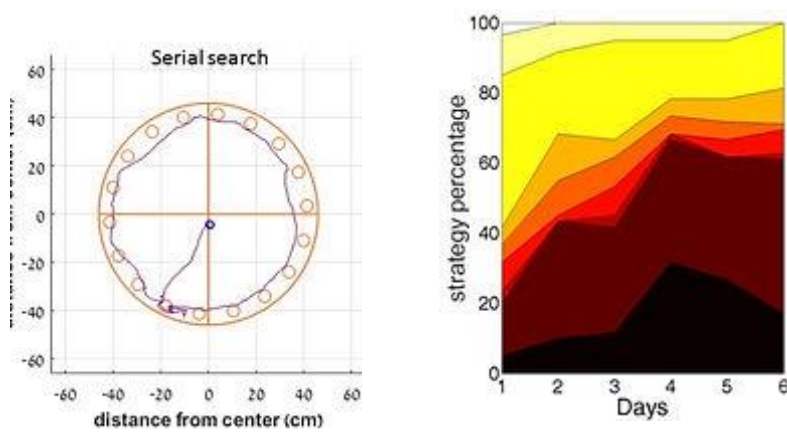 Serial search
60
40
20
0
-20
-40
-60
-60 -40 -20 0 20 40 60
distance from center (cm)
strategy percentage
100
80
60
40
20
0
1 2 3 4 5 6
Days